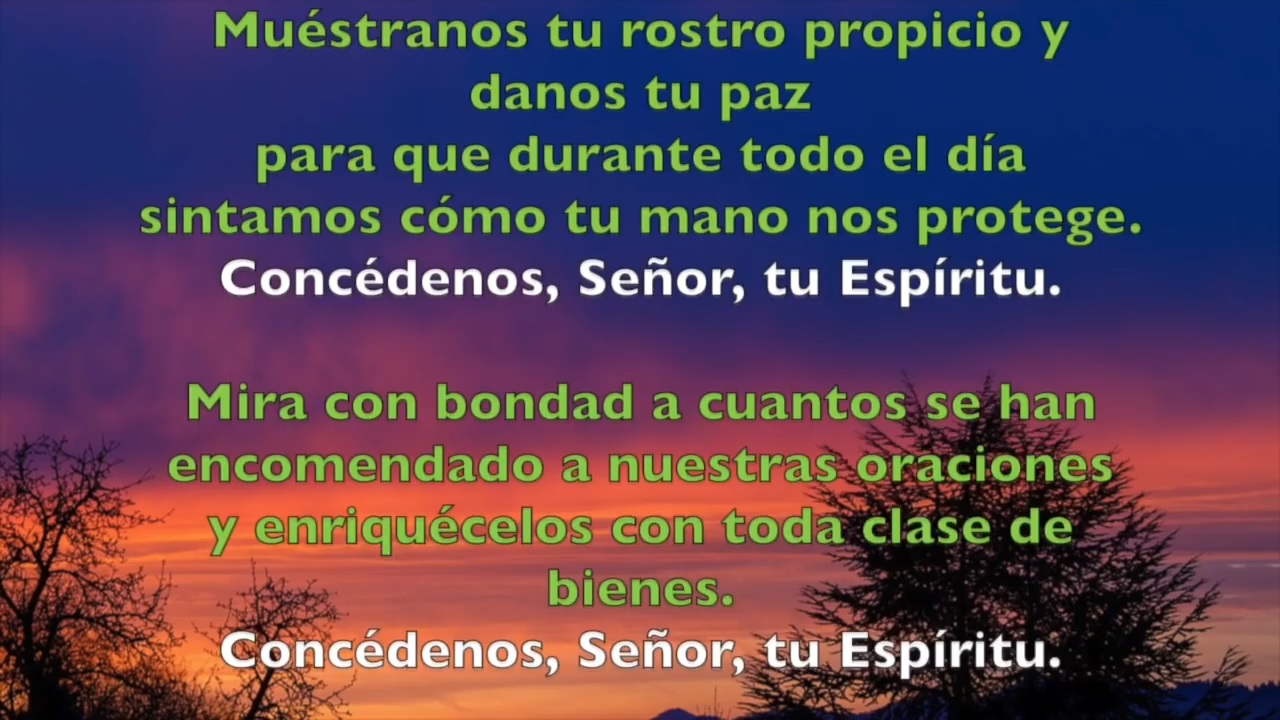 Muéstranos tu rostro propicio y
danos tu paz
para que durante todo el día
sintamos cómo tu mano nos protege.
Concédenos, Señor, tu Espíritu.
Mira con bondad a cuantos se han
encomendado a nuestras oraciones
y enriquécelos con toda clase de
bienes.
Concédenos, Señor, tu Espíritu.